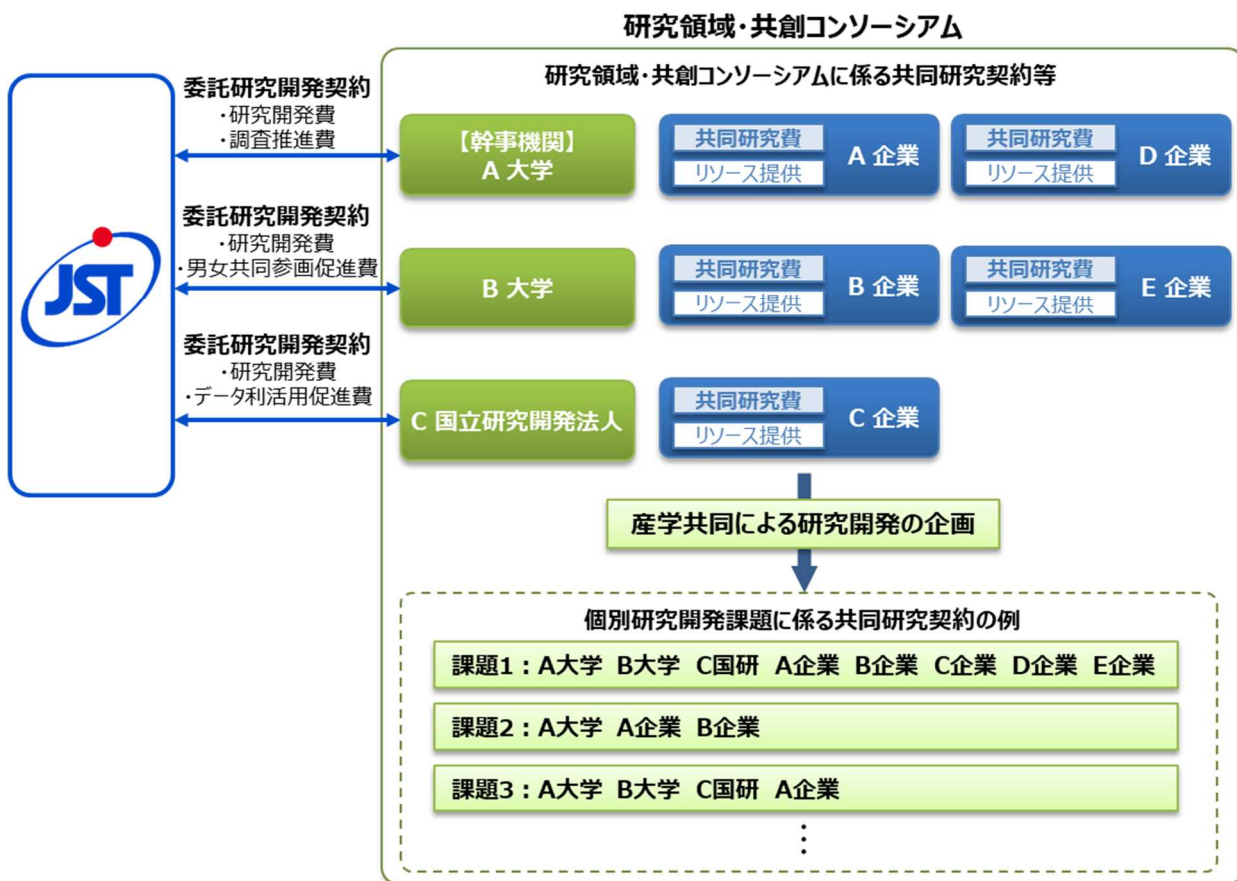 研究領域・共創コンソーシアム
研究領域・共創コンソーシアムに係る共同研究契約等
委託研究開発契約
・研究開発費
・調査推進費
【幹事機関】
A 大学
共同研究費
リソース提供
A 企業
共同研究費
リソース提供
D 企業
委託研究開発契約
・研究開発費
・男女共同参画促進費
JST
B 大学
共同研究費
リソース提供
B 企業
共同研究費
リソース提供
E 企業
委託研究開発契約
・研究開発費
・データ利活用促進費
C 国立研究開発法人
共同研究費
リソース提供
C 企業
産学共同による研究開発の企画
個別研究開発課題に係る共同研究契約の例
課題1：A大学 B大学 C国研 A企業 B企業 C企業 D企業 E企業
課題2：A大学 A企業 B企業
課題3：A大学 B大学 C国研 A企業
⋮